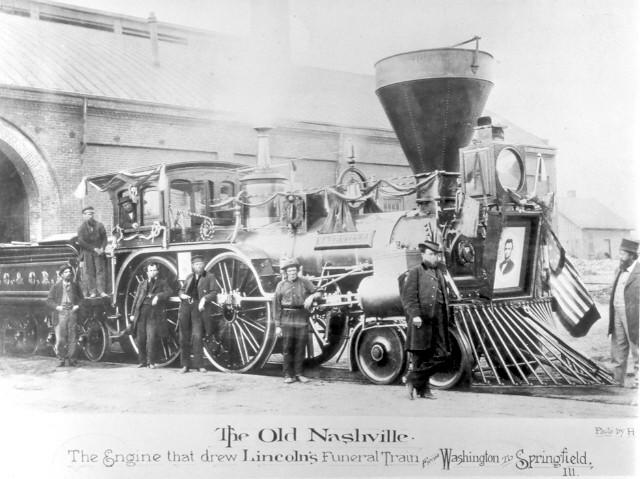 The Old Nashville.
Photo by H
The Engine that drew Lincoln's Funeral Train from Washington To Springfield,
Ill.